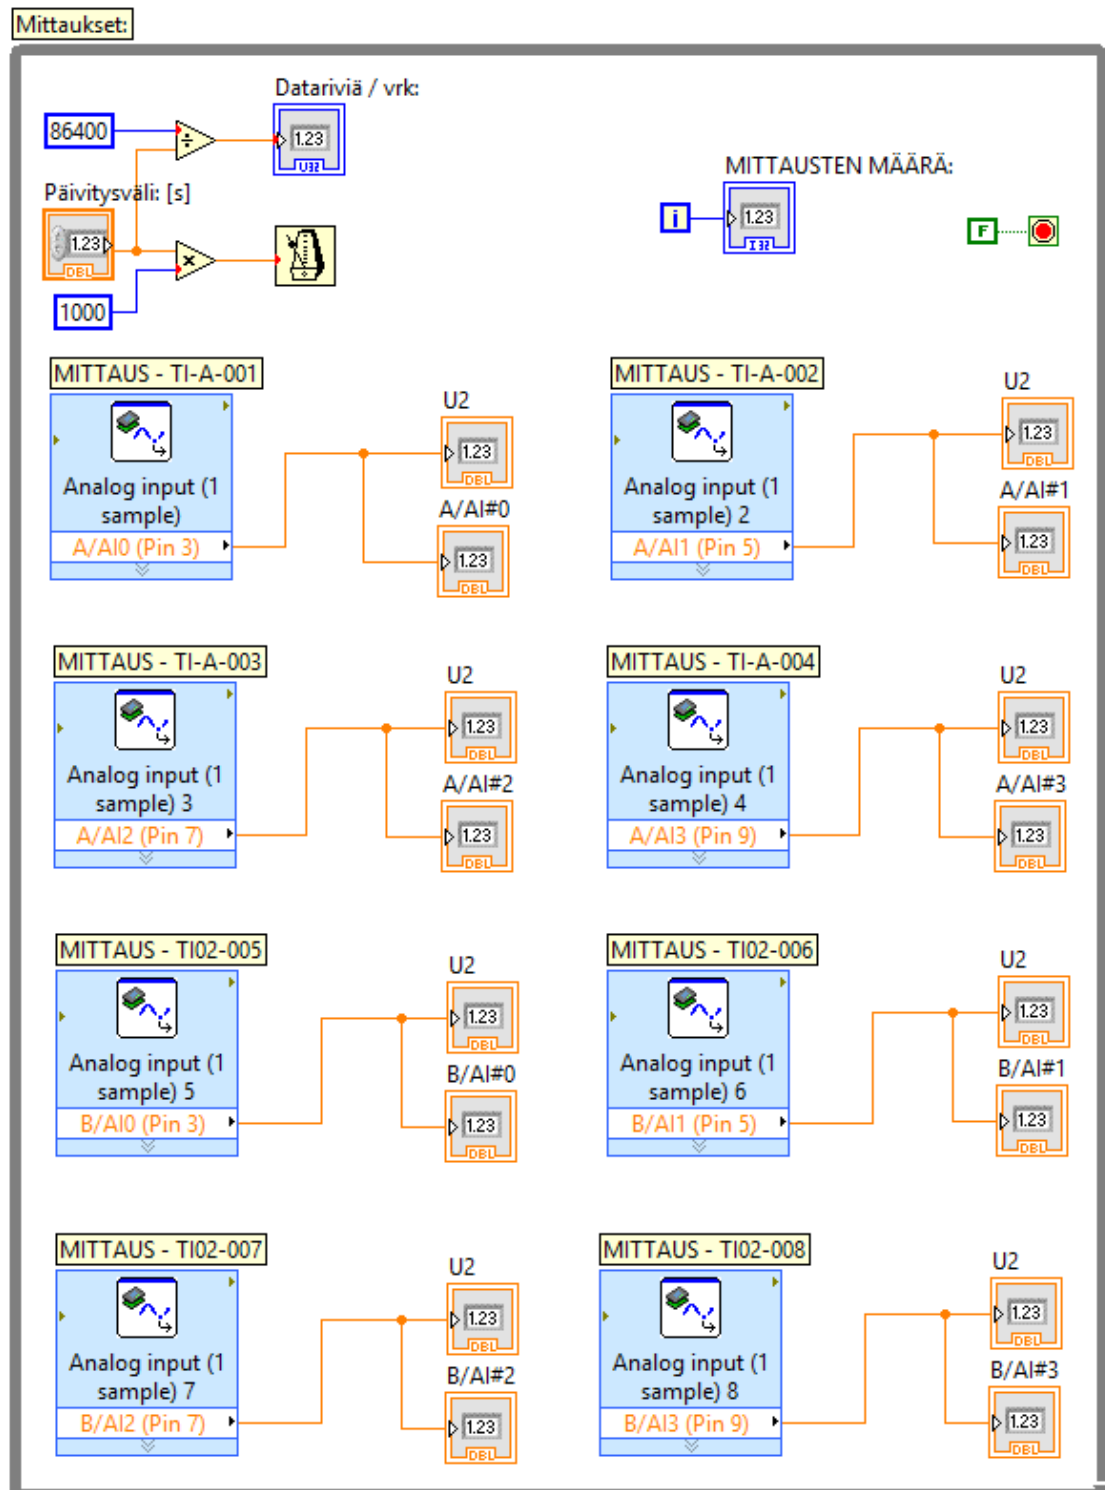 Mittaukset:
Datariviä / vrk:
86400
÷
1.23
U32
MITTAUSTEN MÄÄRÄ:
Päivitysväli: [s]
i
1.23
I32
F
1.23
DBL
x
1000
MITTAUS - TI-A-001
Analog input (1
sample)
A/AI0 (Pin 3)
U2
1.23
DBL
A/AI#0
1.23
DBL
MITTAUS - TI-A-002
Analog input (1
sample) 2
A/AI1 (Pin 5)
U2
1.23
DBL
A/AI#1
1.23
DBL
MITTAUS - TI-A-003
Analog input (1
sample) 3
A/AI2 (Pin 7)
U2
1.23
DBL
A/AI#2
1.23
DBL
MITTAUS - TI-A-004
Analog input (1
sample) 4
A/AI3 (Pin 9)
U2
1.23
DBL
A/AI#3
1.23
DBL
MITTAUS - TI02-005
Analog input (1
sample) 5
B/AI0 (Pin 3)
U2
1.23
DBL
B/AI#0
1.23
DBL
MITTAUS - TI02-006
Analog input (1
sample) 6
B/AI1 (Pin 5)
U2
1.23
DBL
B/AI#1
1.23
DBL
MITTAUS - TI02-007
Analog input (1
sample) 7
B/AI2 (Pin 7)
U2
1.23
DBL
B/AI#2
1.23
DBL
MITTAUS - TI02-008
Analog input (1
sample) 8
B/AI3 (Pin 9)
U2
1.23
DBL
B/AI#3
1.23
DBL